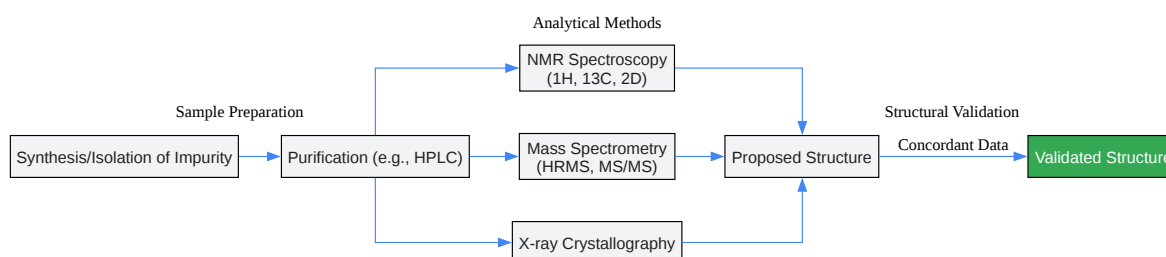 Analytical Methods
NMR Spectroscopy
(1H, 13C, 2D)
Sample Preparation
Structural Validation
Synthesis/Isolation of Impurity
Purification (e.g., HPLC)
Mass Spectrometry
(HRMS, MS/MS)
Proposed Structure
Concordant Data
Validated Structure
X-ray Crystallography